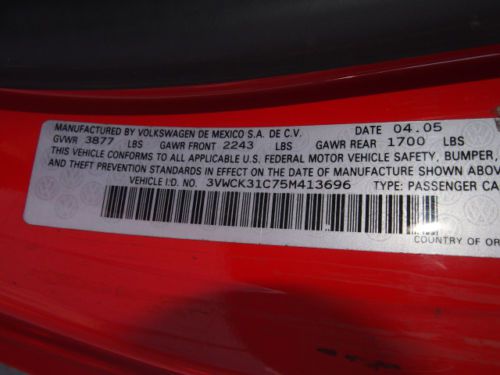 MANUFACTURED BY VOLKSWAGEN DE MEXICO S.A. DE C.V. DATE 04.05
GVWR 3877 LBS GAWR FRONT 2243 LBS GAWR REAR 1700 LBS
THIS VEHICLE CONFORMS TO ALL APPLICABLE U.S. FEDERAL MOTOR VEHICLE SAFETY, BUMPER,
AND THEFT PREVENTION STANDARDS IN EFFECT ON THE DATE OF MANUFACTURE SHOWN ABOVE
VEHICLE I.D. NO. 3VWCK31C75M413696 TYPE: PASSENGER CA
COUNTRY OF OR